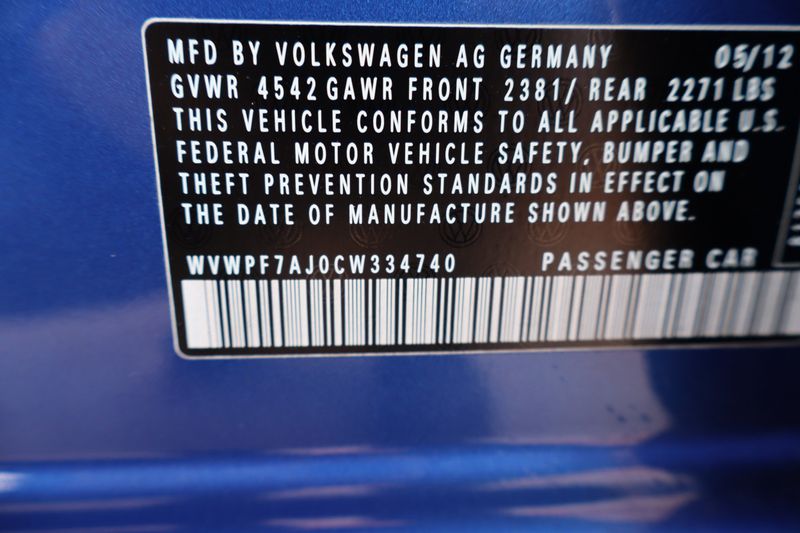 MFD BY VOLKSWAGEN AG GERMANY 05/12
GVWR 4542 GAWR FRONT 2381/ REAR 2271 LBS
THIS VEHICLE CONFORMS TO ALL APPLICABLE U.S.
FEDERAL MOTOR VEHICLE SAFETY, BUMPER AND
THEFT PREVENTION STANDARDS IN EFFECT ON
THE DATE OF MANUFACTURE SHOWN ABOVE.
WVWPF7AJ0CW334740 PASSENGER CAR